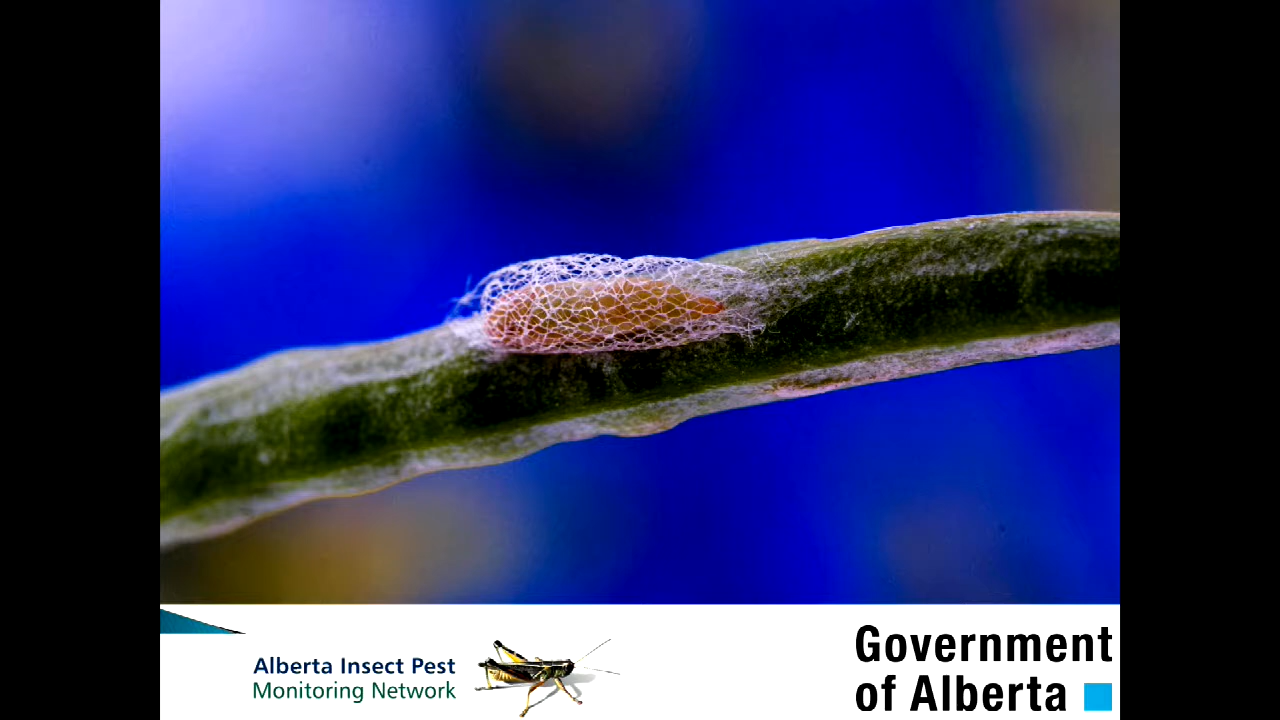 Alberta Insect Pest
Monitoring Network
Government
of Alberta